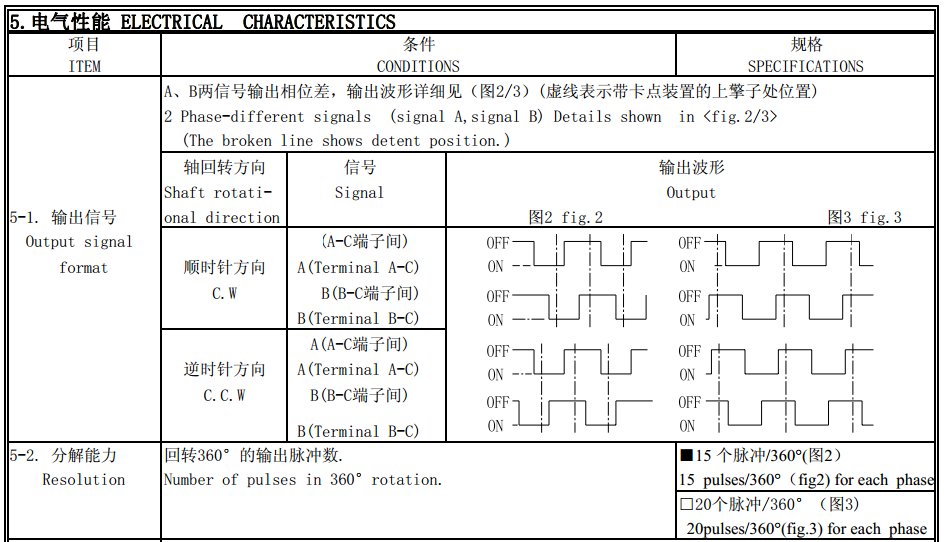 5.电气性能 ELECTRICAL CHARACTERISTICS
项目
ITEM
条件
CONDITIONS
规格
SPECIFICATIONS
5-1. 输出信号
Output signal
format
A、B两信号输出相位差，输出波形详细见（图2/3）(虚线表示带卡点装置的上擎子处位置)
2 Phase-different signals (signal A,signal B) Details shown in <fig.2/3>
(The broken line shows detent position.)
轴回转方向
Shaft rotati-
onal direction
信号
Signal
输出波形
Output
图2 fig.2
图3 fig.3
顺时针方向
C.W
(A-C端子间)
A(Terminal A-C)
B(B-C端子间)
B(Terminal B-C)
OFF
ON
OFF
ON
OFF
ON
OFF
ON
逆时针方向
C.C.W
A(A-C端子间)
A(Terminal A-C)
B(B-C端子间)
B(Terminal B-C)
OFF
ON
OFF
ON
OFF
ON
OFF
ON
5-2. 分解能力
Resolution
回转360°的输出脉冲数.
Number of pulses in 360°rotation.
■15 个脉冲/360°(图2）
15 pulses/360°（fig2) for each phase
□20个脉冲/360°（图3)
20pulses/360°(fig.3) for each phase